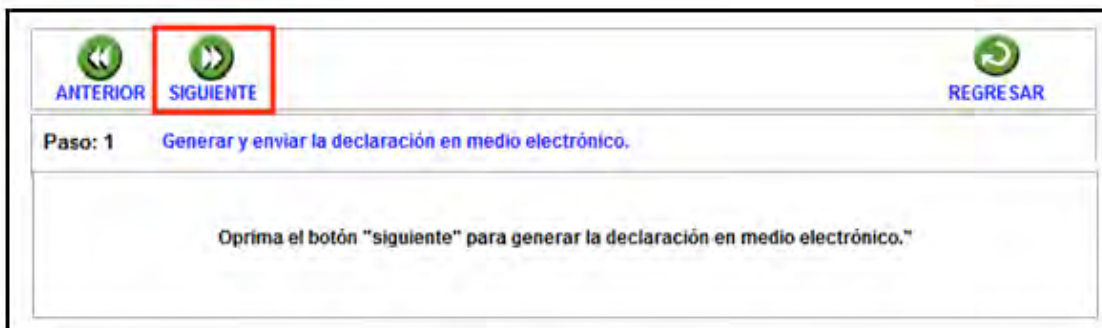 ANTERIOR SIGUIENTE REGRESAR
Paso: 1 Generar y enviar la declaración en medio electrónico.
Oprima el botón "siguiente" para generar la declaración en medio electrónico."